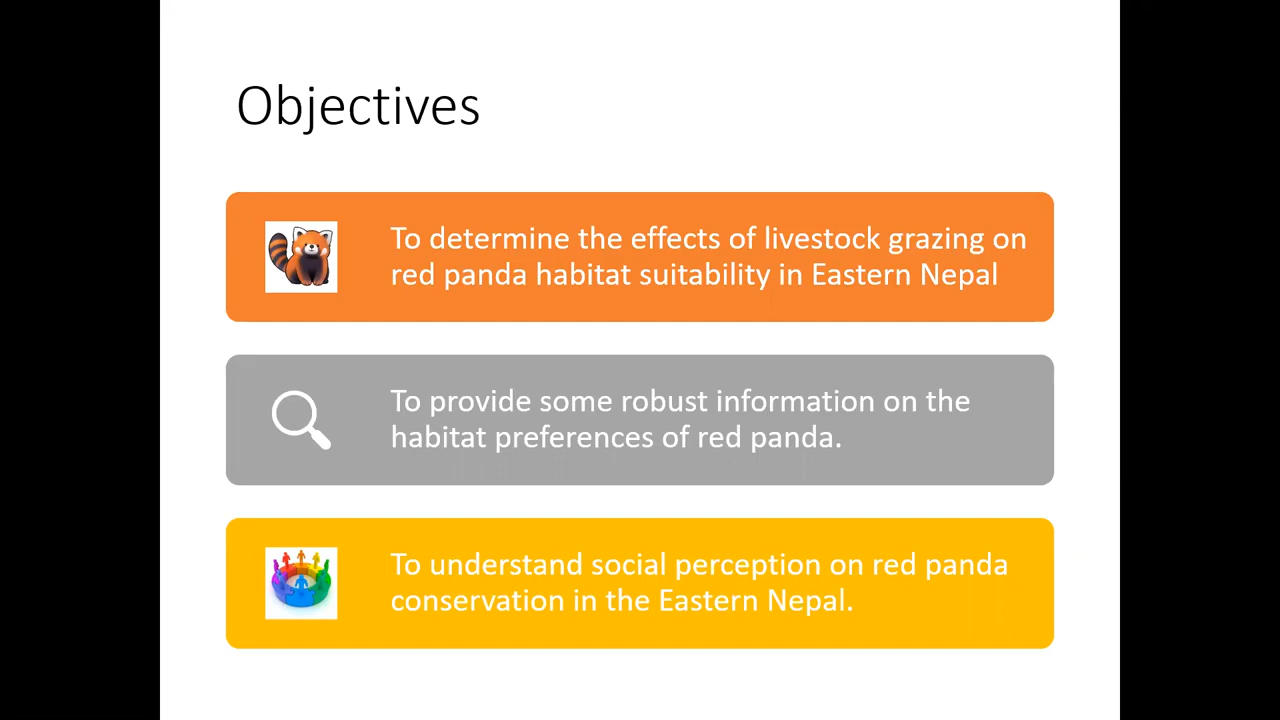 Objectives
To determine the effects of livestock grazing on
red panda habitat suitability in Eastern Nepal
To provide some robust information on the
habitat preferences of red panda.
To understand social perception on red panda
conservation in the Eastern Nepal.